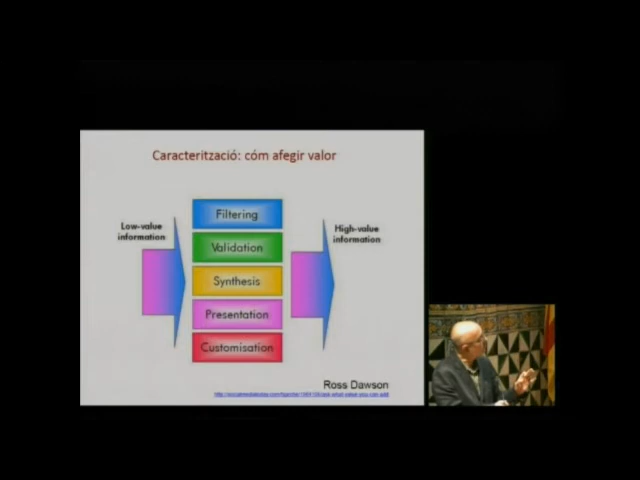 Caracterització: cóm afegir valor
Low-value
information
Filtering
Validation
Synthesis
Presentation
Customisation
High-value
information
Ross Dawson